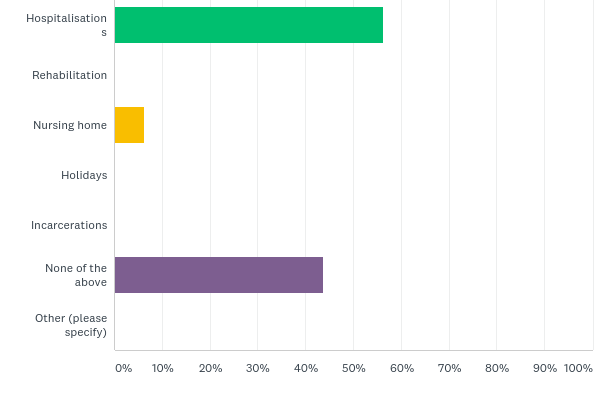 Hospitalisation
s
Rehabilitation
Nursing home
Holidays
Incarcerations
None of the
above
Other (please
specify)
0% 10% 20% 30% 40% 50% 60% 70% 80% 90% 100%